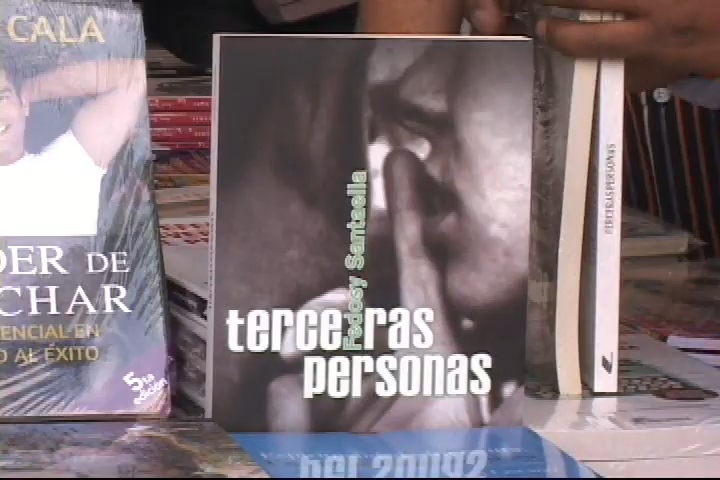 CALA
DER DE
CHAR
ENCIAL EN
O AL ÉXITO
5ta
edición
Fedosy Santaella
terceras
personas
TERCERAS PERSONAS